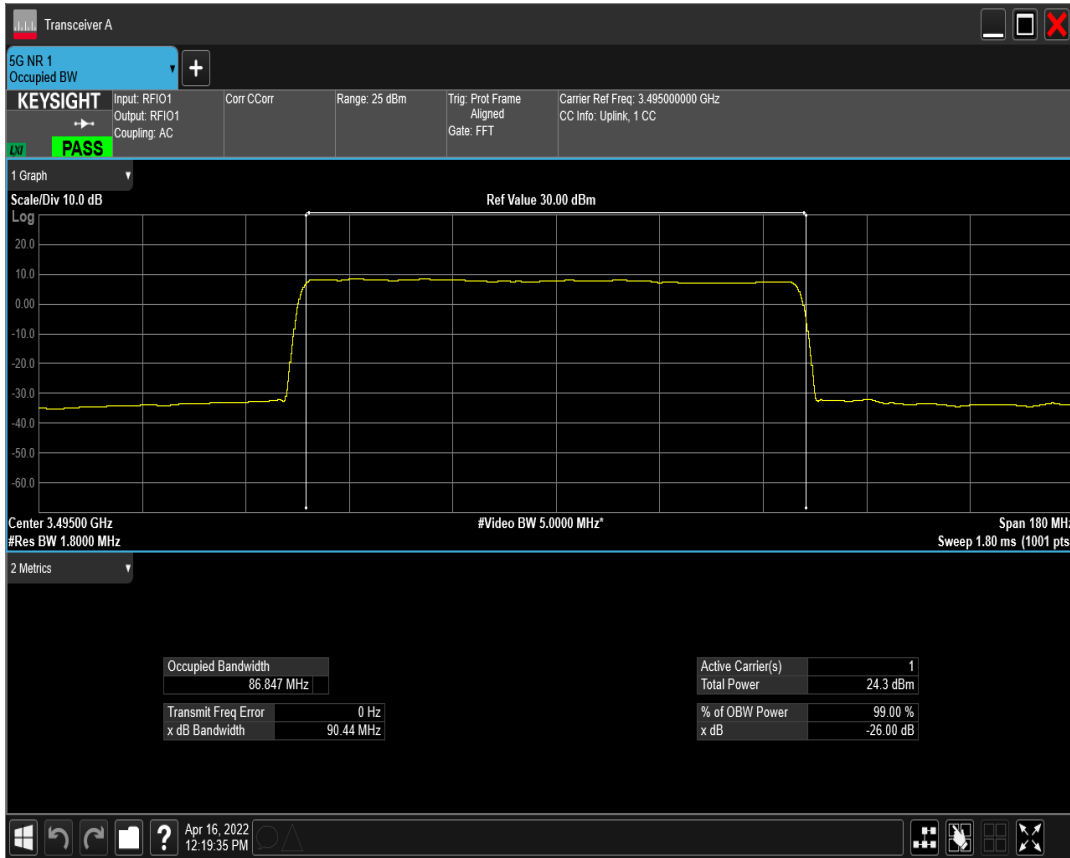 Transceiver A
5G NR 1
Occupied BW
KEYSIGHT
LXI
PASS
Input: RFIO1
Output: RFIO1
Coupling: AC
Corr CCorr
Range: 25 dBm
Trig: Prot Frame
Aligned
Gate: FFT
Carrier Ref Freq: 3.495000000 GHz
CC Info: Uplink, 1 CC
1 Graph
Scale/Div 10.0 dB
Ref Value 30.00 dBm
Log
20.0
10.0
0.00
-10.0
-20.0
-30.0
-40.0
-50.0
-60.0
Center 3.49500 GHz
#Video BW 5.0000 MHz*
Span 180 MHz
#Res BW 1.8000 MHz
Sweep 1.80 ms (1001 pts
2 Metrics
Occupied Bandwidth
86.847 MHz
Transmit Freq Error 0 Hz
x dB Bandwidth 90.44 MHz
Active Carrier(s) 1
Total Power 24.3 dBm
% of OBW Power 99.00 %
x dB -26.00 dB
?
Apr 16, 2022
12:19:35 PM